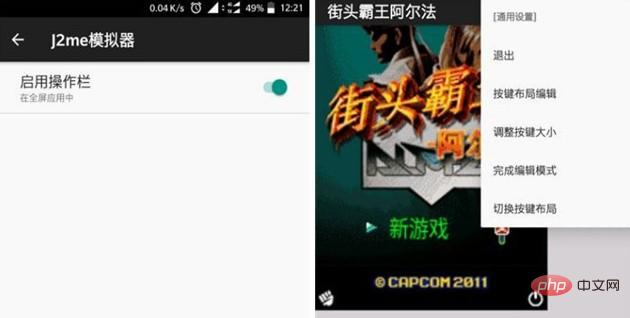 0.04 K/s 49% 12:21
J2me模拟器
启用操作栏
在全屏应用中
街头霸王阿尔法
街头霸
新游戏
© CAPCOM 2011
[通用设置]
退出
按键布局编辑
调整按键大小
完成编辑模式
切换按键布局
php 中文网